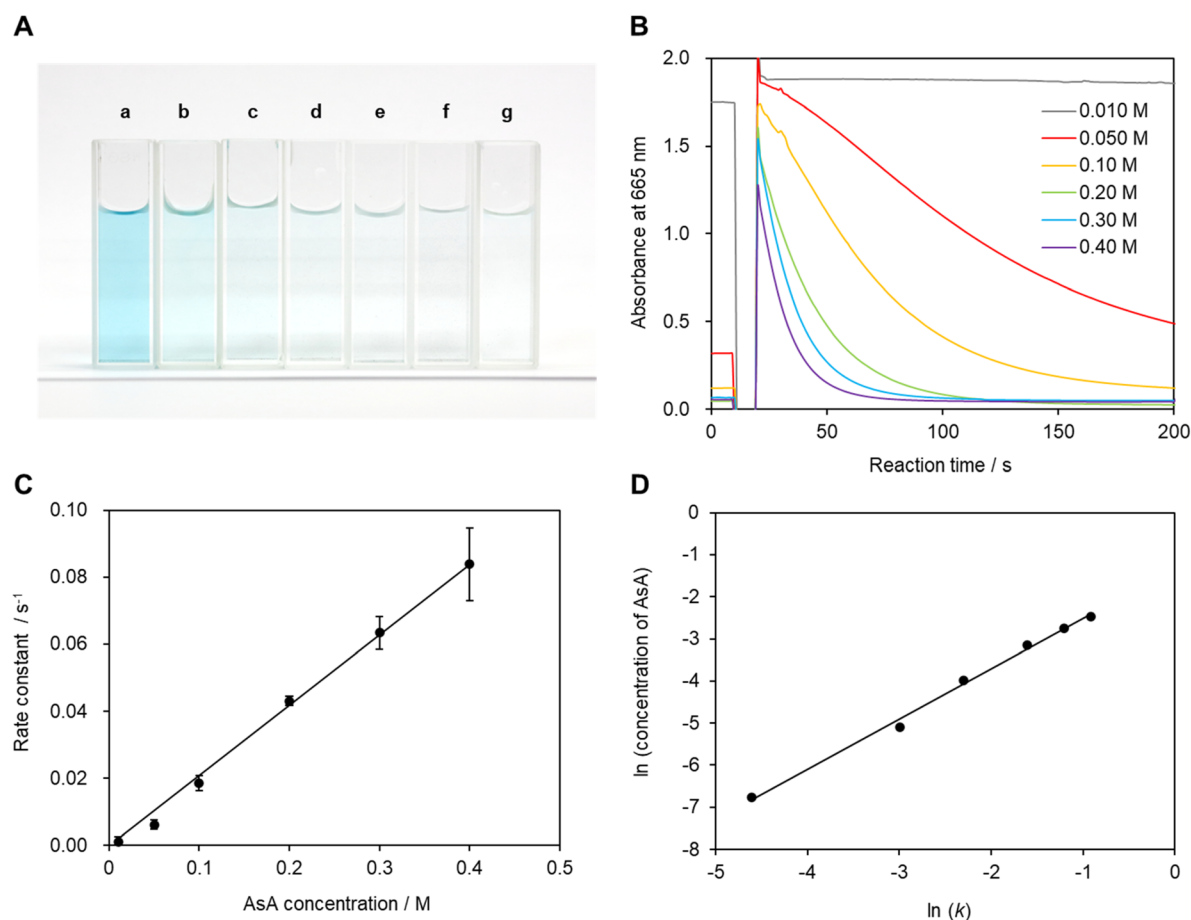 A
a b c d e f g
B
2.0
1.5
1.0
0.5
0.0
Absorbance at 665 nm
0.010 M
0.050 M
0.10 M
0.20 M
0.30 M
0.40 M
0 50 100 150 200
Reaction time / s
C
0.10
0.08
0.06
0.04
0.02
0.00
Rate constant / s-1
0 0.1 0.2 0.3 0.4 0.5
AsA concentration / M
D
0
-1
-2
-3
-4
-5
-6
-7
-8
ln (concentration of AsA)
-5 -4 -3 -2 -1 0
ln (k)